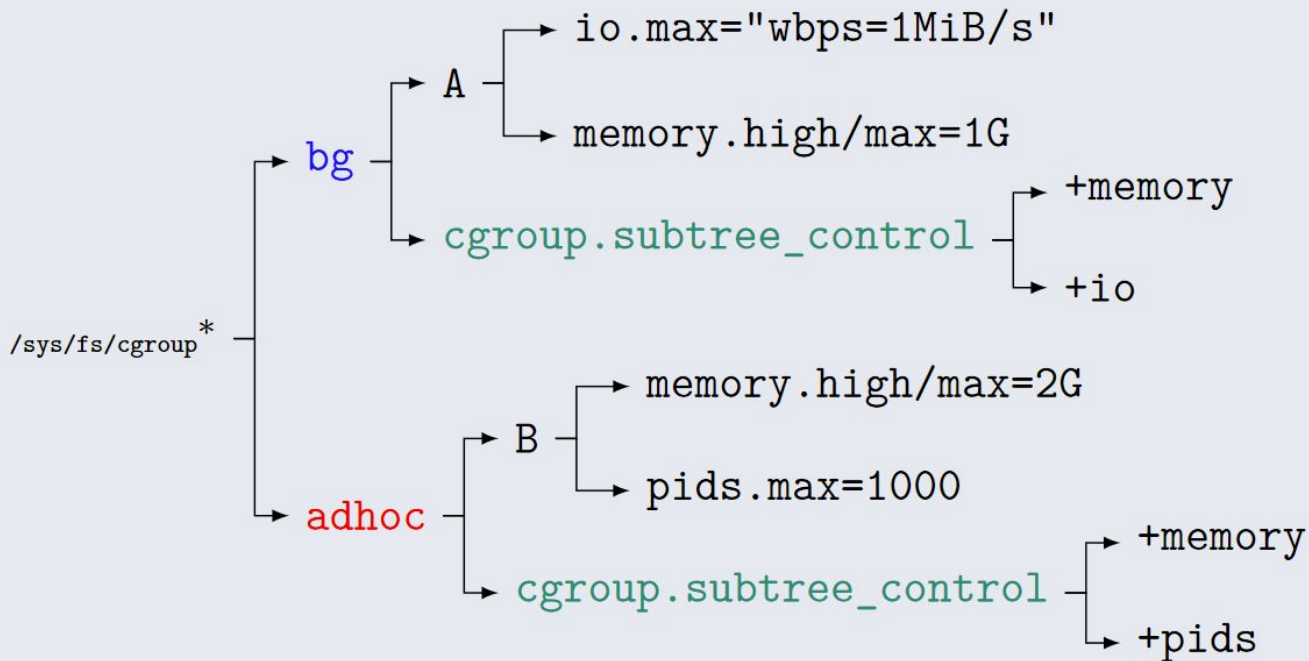 io.max="wbps=1MiB/s"
A
memory.high/max=1G
bg
+memory
cgroup.subtree_control
+io
/sys/fs/cgroup*
memory.high/max=2G
B
pids.max=1000
adhoc
+memory
cgroup.subtree_control
+pids